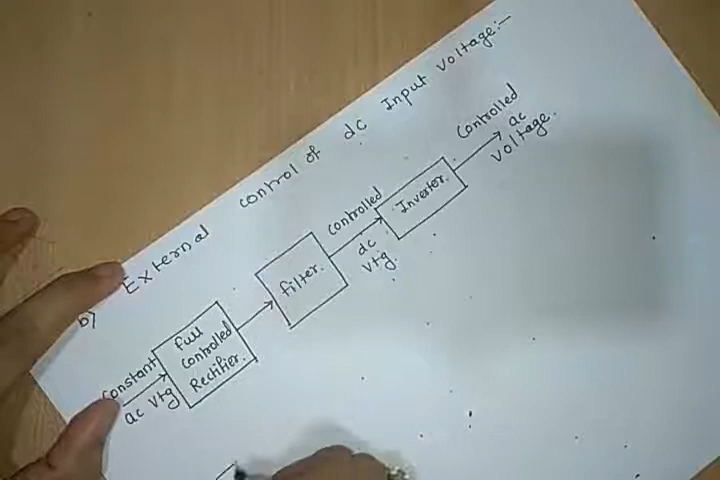 b) External control of dc Input Voltage:-
Constant
ac vtg
full
controlled
Rectifier.
filter.
controlled
dc
vtg.
Inverter.
Controlled
ac
voltage.